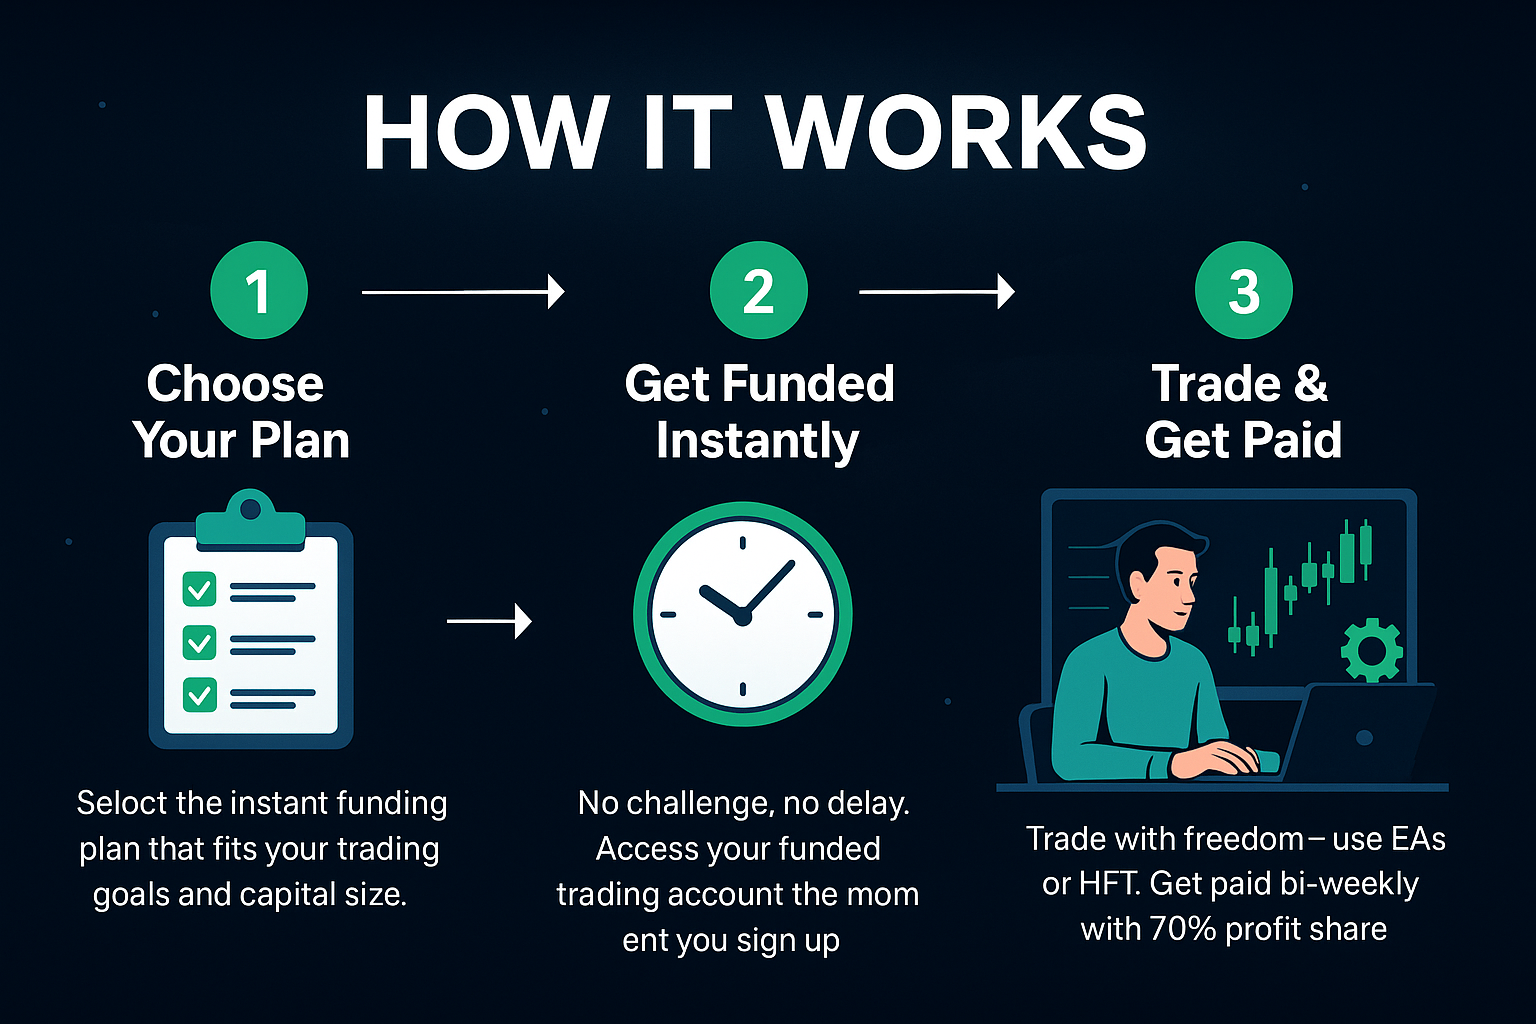 HOW IT WORKS
1
Choose
Your Plan
Seloct the instant funding
plan that fits your trading
goals and capital size.
2
Get Funded
Instantly
No challenge, no delay.
Access your funded
trading account the mom
ent you sign up
3
Trade &
Get Paid
Trade with freedom – use EAs
or HFT. Get paid bi-weekly
with 70% profit share